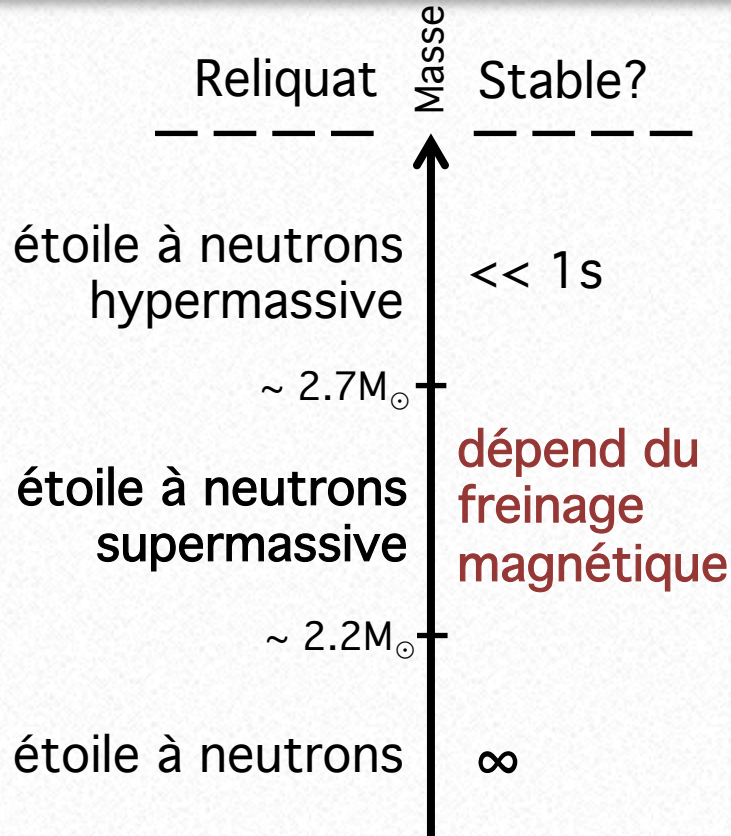 Reliquat
Masse
Stable?
étoile à neutrons
hypermassive
<< 1s
~ 2.7M☉
étoile à neutrons
supermassive
dépend du
freinage
magnétique
~ 2.2M☉
étoile à neutrons
∞